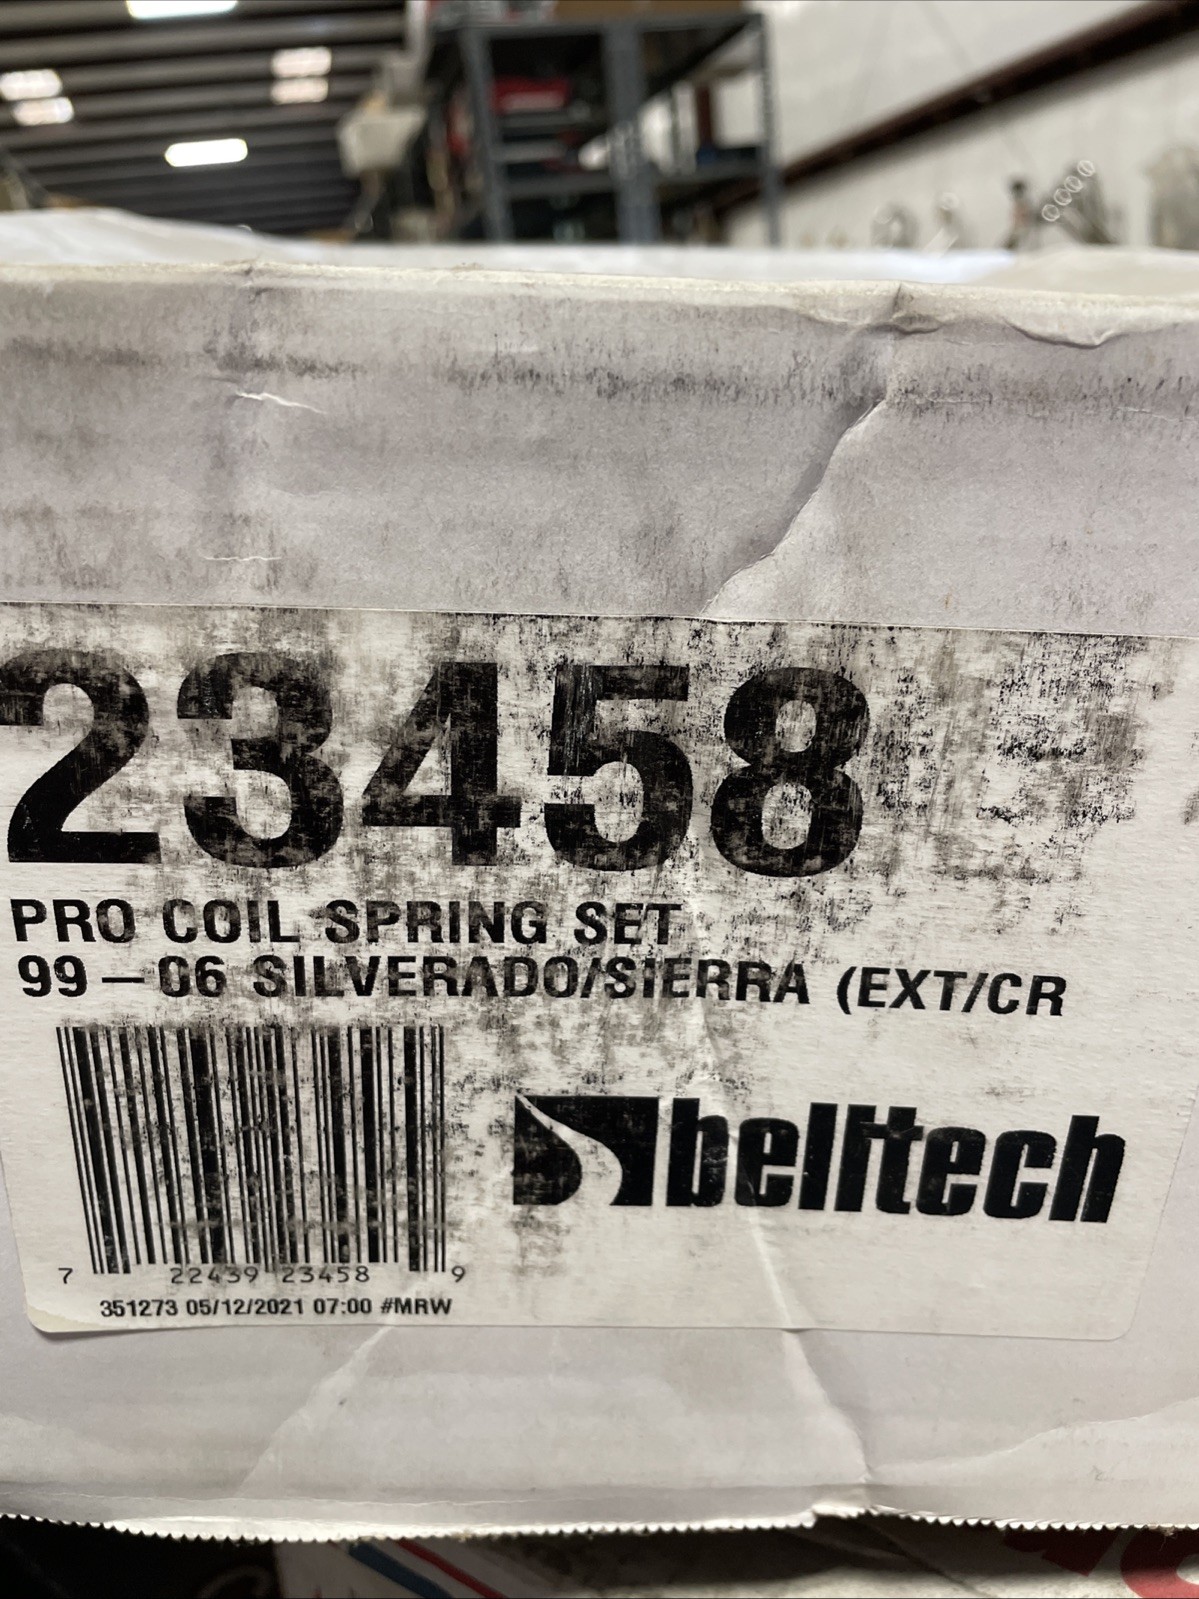 23458
PRO COIL SPRING SET
99-06 SILVERADO/SIERRA (EXT/CR
belltech
7 22439 23458 9
351273 05/12/2021 07:00 #MRW